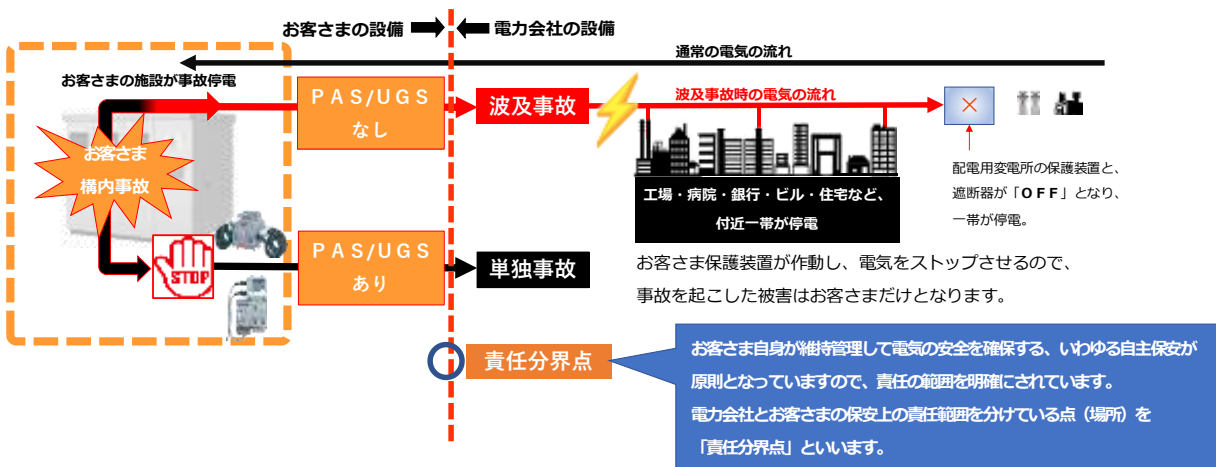 お客さまの設備
電力会社の設備
通常の電気の流れ
お客さまの施設が事故停電
PAS/UGS
なし
波及事故
波及事故時の電気の流れ
×
お客さま
構内事故
工場・病院・銀行・ビル・住宅など、
付近一帯が停電
配電用変電所の保護装置と、
遮断器が「OFF」となり、
一帯が停電。
STOP
PAS/UGS
あり
単独事故
お客さま保護装置が作動し、電気をストップさせるので、
事故を起こした被害はお客さまだけとなります。
責任分界点
お客さま自身が維持管理して電気の安全を確保する、いわゆる自主保安が
原則となっていますので、責任の範囲を明確にされています。
電力会社とお客さまの保安上の責任範囲を分けている点（場所）を
「責任分界点」といいます。